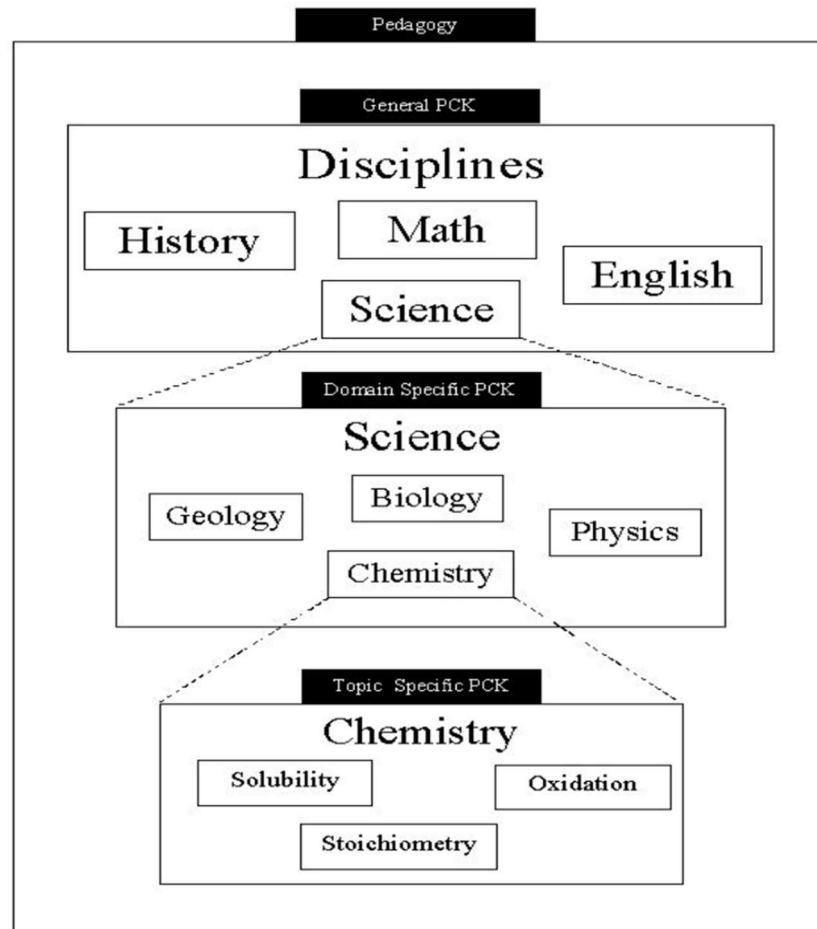 Pedagogy
General PCK
Disciplines
History
Math
English
Science
Domain Specific PCK
Science
Geology
Biology
Physics
Chemistry
Topic Specific PCK
Chemistry
Solubility
Oxidation
Stoichiometry